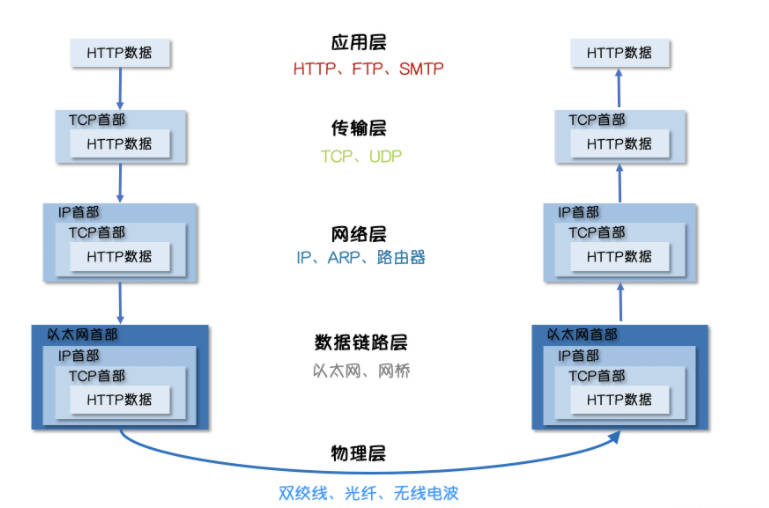 HTTP数据
TCP首部
HTTP数据
IP首部
TCP首部
HTTP数据
以太网首部
IP首部
TCP首部
HTTP数据
应用层
HTTP、FTP、SMTP
传输层
TCP、UDP
网络层
IP、ARP、路由器
数据链路层
以太网、网桥
物理层
双绞线、光纤、无线电波
HTTP数据
TCP首部
HTTP数据
IP首部
TCP首部
HTTP数据
以太网首部
IP首部
TCP首部
HTTP数据